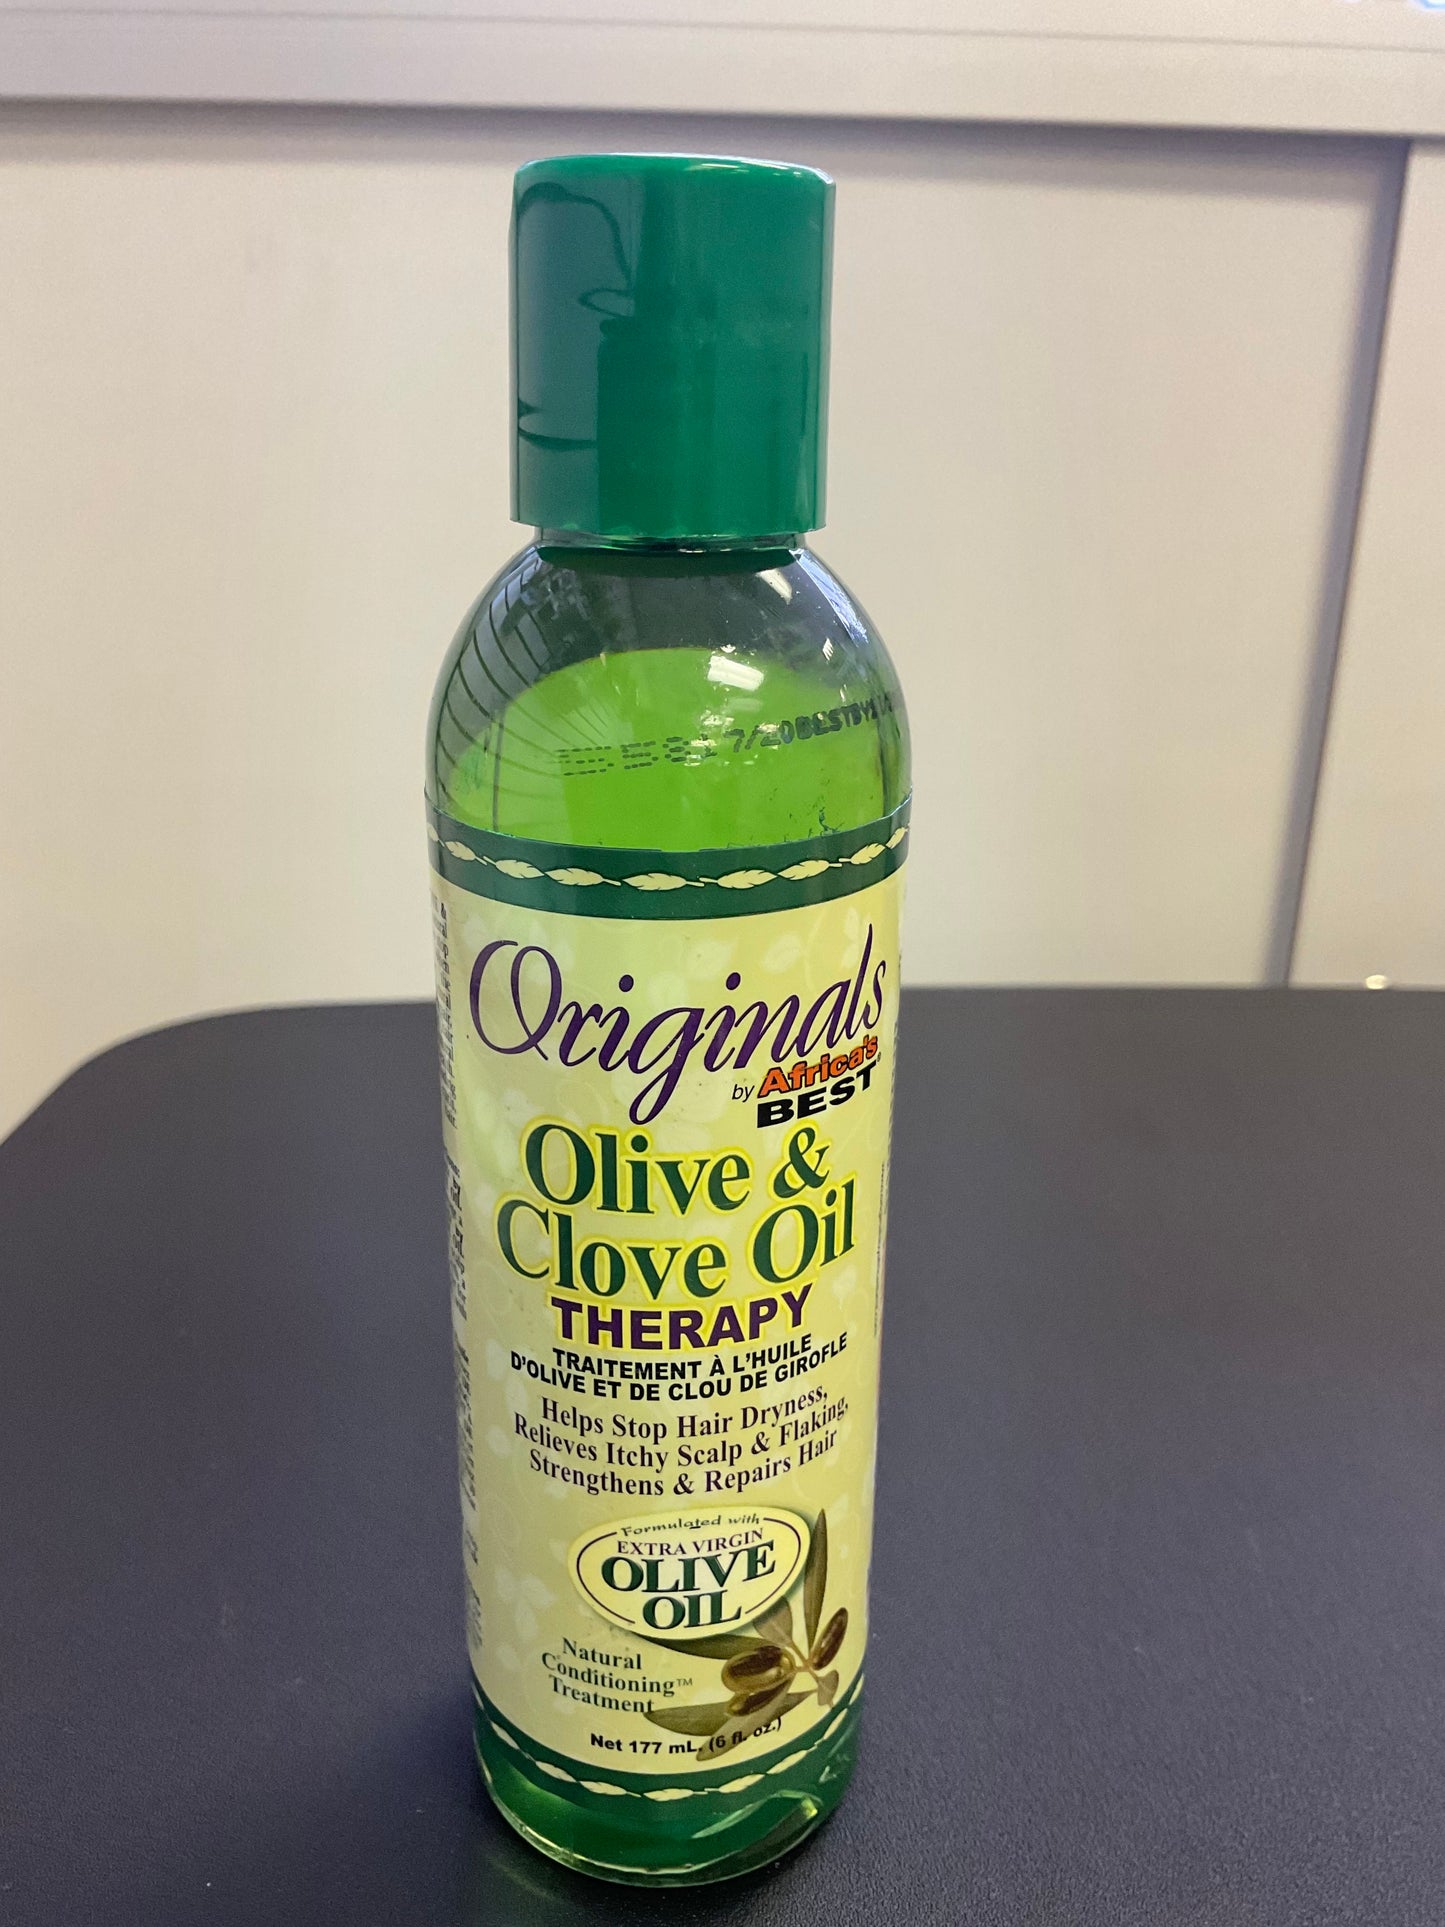 7/20BESTBY
Originals
by Africa's
BEST
Olive &
Clove Oil
THERAPY
TRAITEMENT À L'HUILE
D'OLIVE ET DE CLOU DE GIROFLE
Helps Stop Hair Dryness,
Relieves Itchy Scalp & Flaking,
Strengthens & Repairs Hair
Formulated with
EXTRA VIRGIN
OLIVE
OIL
Natural
Conditioning™
Treatment
Net 177 mL. (6 fl. oz.)